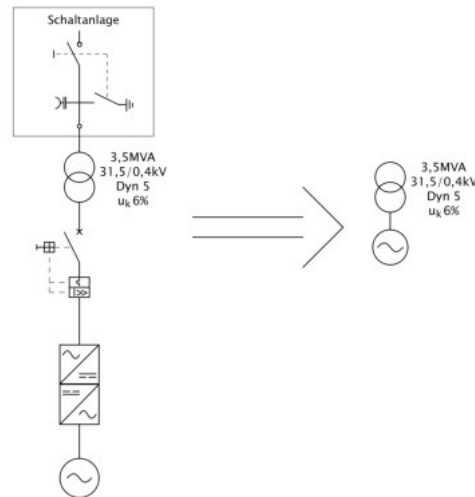 Schaltanlage
3,5MVA
31,5/0,4kV
Dyn 5
uk 6%
I>>
3,5MVA
31,5/0,4kV
Dyn 5
uk 6%